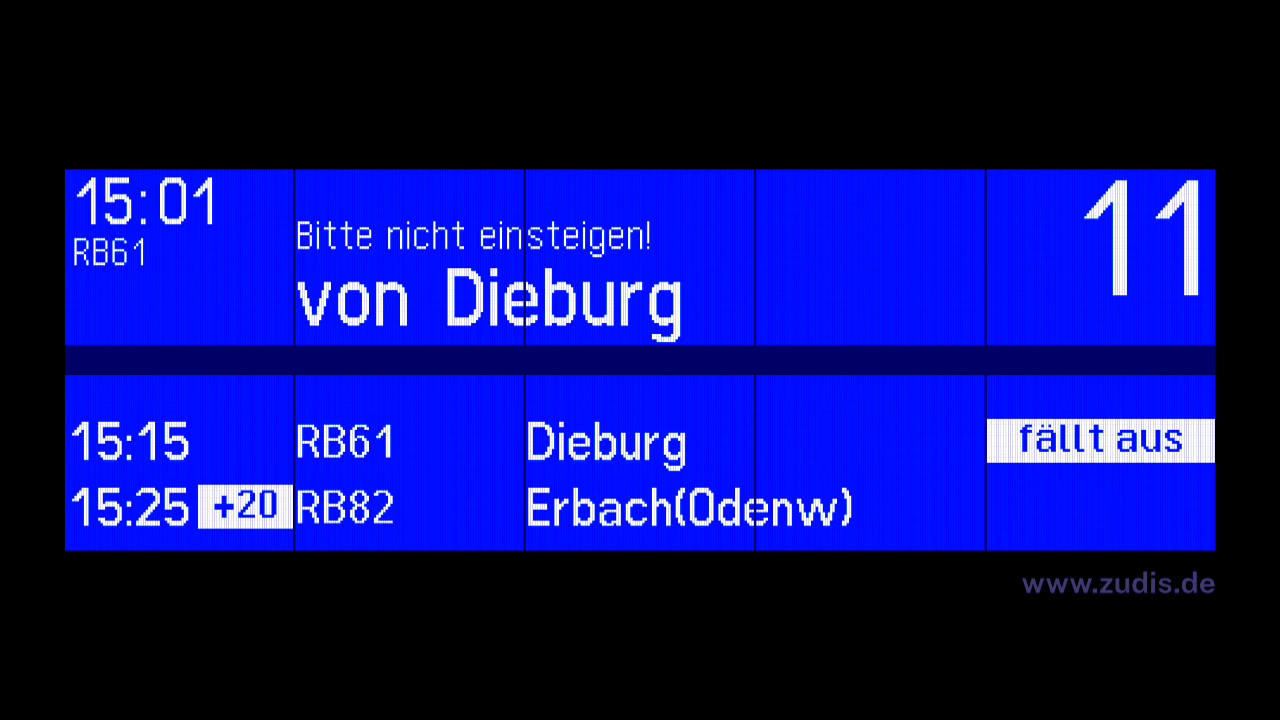 15:01
11
RB61
Bitte nicht einsteigen!
von Dieburg
15:15 RB61 Dieburg fällt aus
15:25 +20 RB82 Erbach(Odenw)
www.zudis.de